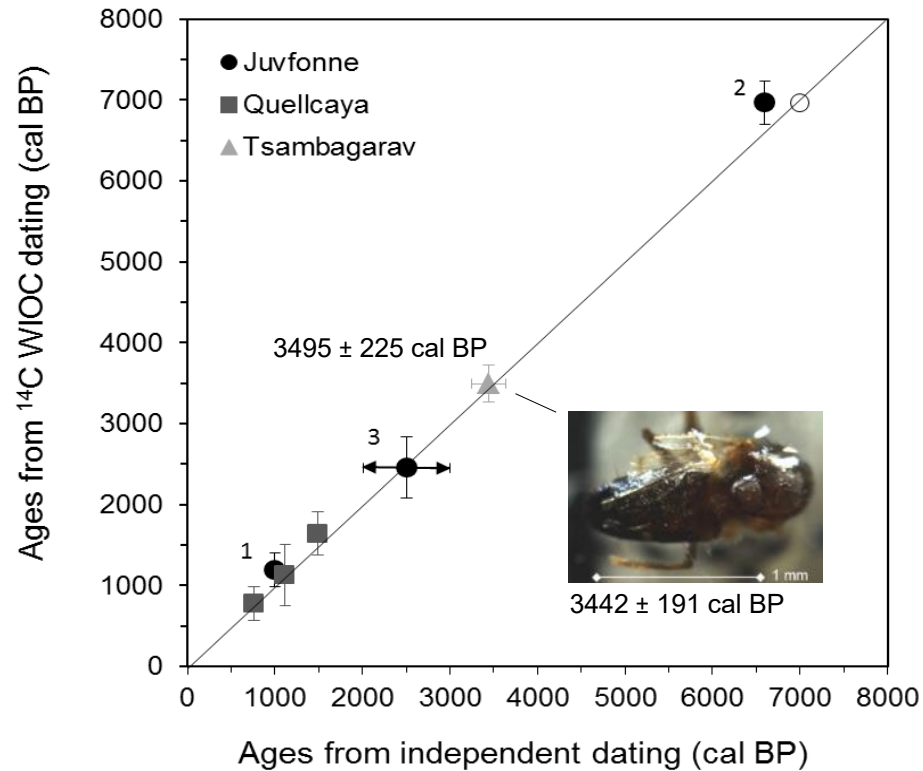 8000
7000
6000
5000
4000
3000
2000
1000
0
Ages from ¹⁴C WIOC dating (cal BP)
Juvfonne
Quellcaya
Tsambagarav
2
3495 ± 225 cal BP
3
1
1 mm
3442 ± 191 cal BP
0 1000 2000 3000 4000 5000 6000 7000 8000
Ages from independent dating (cal BP)